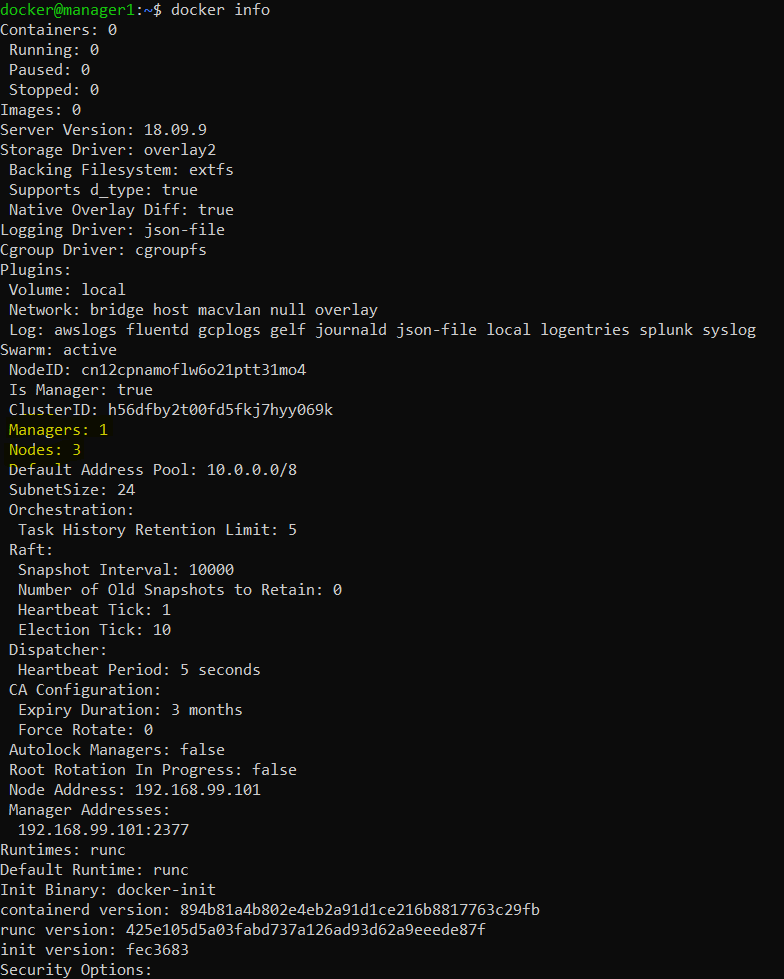 docker@manager1:~$ docker info
Containers: 0
 Running: 0
 Paused: 0
 Stopped: 0
Images: 0
Server Version: 18.09.9
Storage Driver: overlay2
 Backing Filesystem: extfs
 Supports d_type: true
 Native Overlay Diff: true
Logging Driver: json-file
Cgroup Driver: cgroupfs
Plugins:
 Volume: local
 Network: bridge host macvlan null overlay
 Log: awslogs fluentd gcplogs gelf journald json-file local logentries splunk syslog
Swarm: active
 NodeID: cn12cpnamoflw6o21ptt31mo4
 Is Manager: true
 ClusterID: h56dfby2t00fd5fkj7hyy069k
 Managers: 1
 Nodes: 3
 Default Address Pool: 10.0.0.0/8
 SubnetSize: 24
 Orchestration:
  Task History Retention Limit: 5
 Raft:
  Snapshot Interval: 10000
  Number of Old Snapshots to Retain: 0
  Heartbeat Tick: 1
  Election Tick: 10
 Dispatcher:
  Heartbeat Period: 5 seconds
 CA Configuration:
  Expiry Duration: 3 months
  Force Rotate: 0
 Autolock Managers: false
 Root Rotation In Progress: false
 Node Address: 192.168.99.101
 Manager Addresses:
  192.168.99.101:2377
Runtimes: runc
Default Runtime: runc
Init Binary: docker-init
containerd version: 894b81a4b802e4eb2a91d1ce216b8817763c29fb
runc version: 425e105d5a03fabd737a126ad93d62a9eeede87f
init version: fec3683
Security Options: